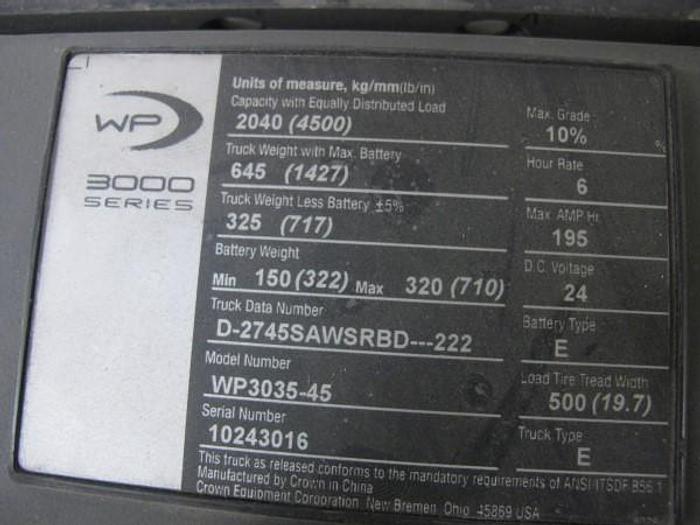 WP
3000
SERIES
Units of measure, kg/mm(lb/in)
Capacity with Equally Distributed Load
2040 (4500)
Truck Weight with Max. Battery
645 (1427)
Truck Weight Less Battery ±5%
325 (717)
Battery Weight
Min 150 (322) Max 320 (710)
Truck Data Number
D-2745SAWSRBD---222
Model Number
WP3035-45
Serial Number
10243016
Max. Grade
10% %
Hour Rate
6
Max AMP Hr.
195
D.C. Voltage
24
Battery Type
E
Load Tire Tread Width
500 (19.7)
Truck Type
E
This truck as released conforms to the mandatory requirements of ANSI/ITSDF B56.1
Manufactured by Crown in China
Crown Equipment Corporation, New Bremen, Ohio 45869 USA